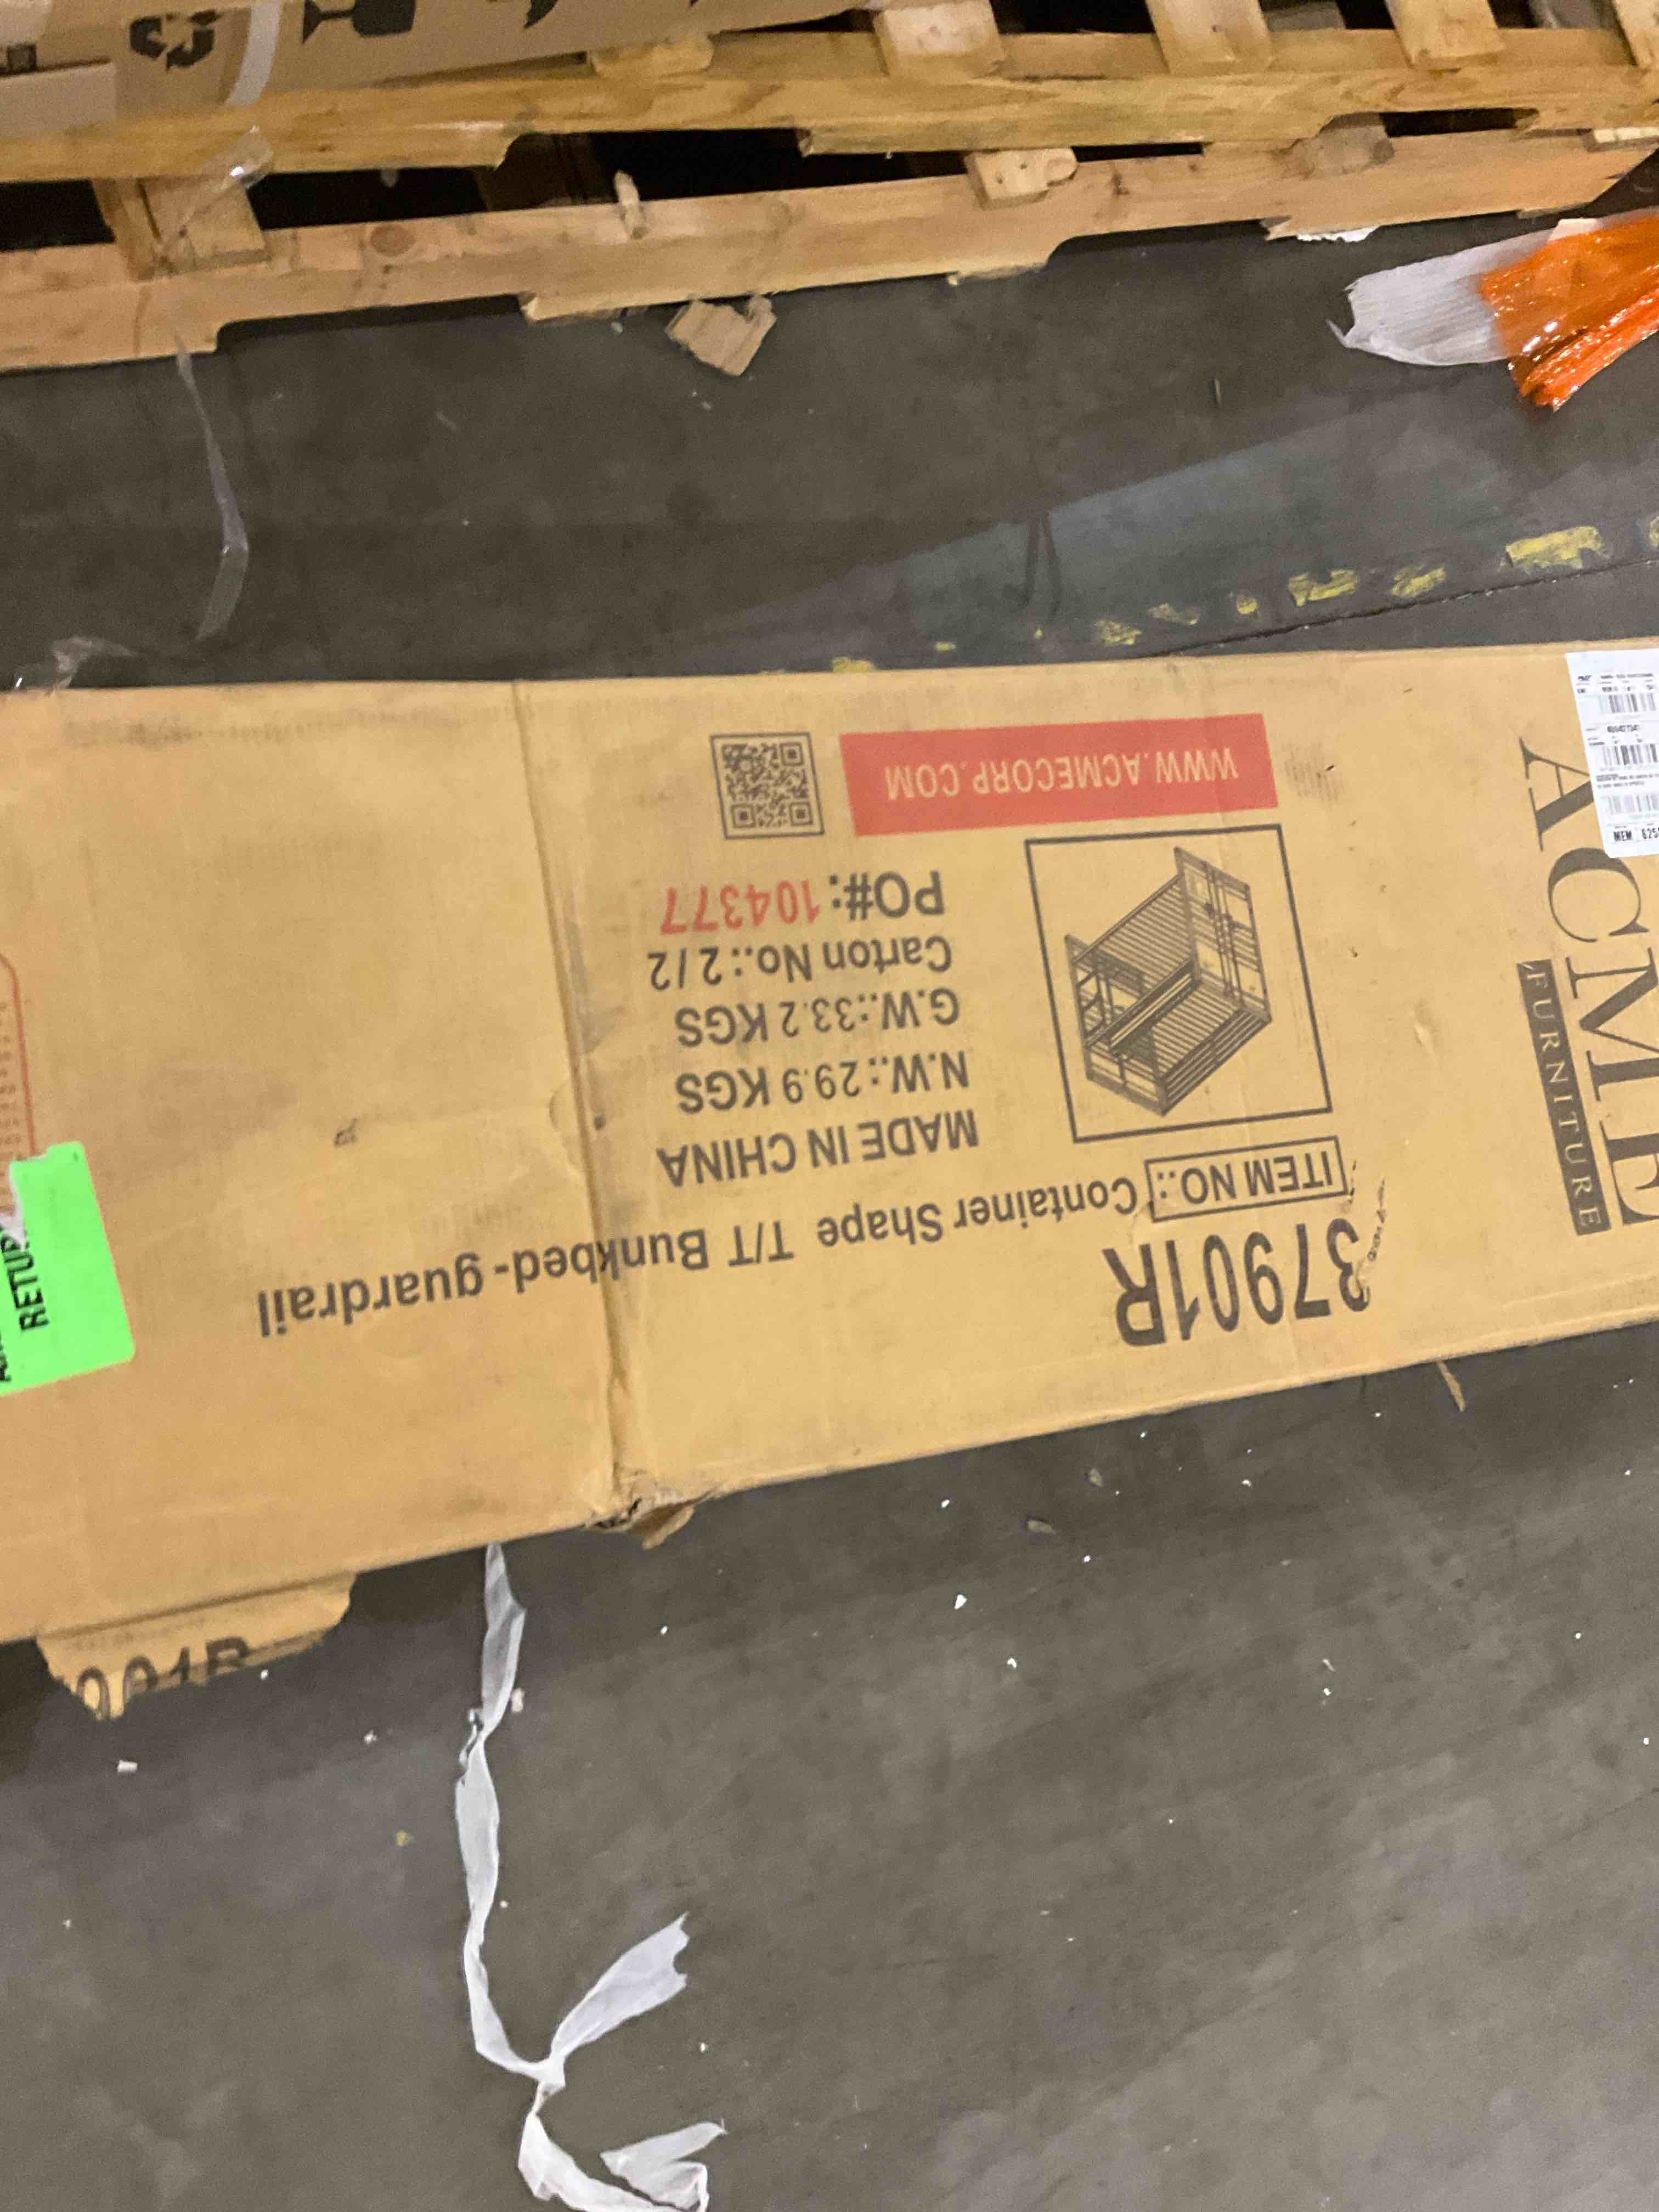 ACME
FURNITURE
37901R
ITEM NO.:
Container Shape T/T Bunkbed-guardrail
MADE IN CHINA
N.W.:29.9 KGS
G.W.:33.2 KGS
Carton No.:2/2
PO#:104377
WWW.ACMECORP.COM
MEM